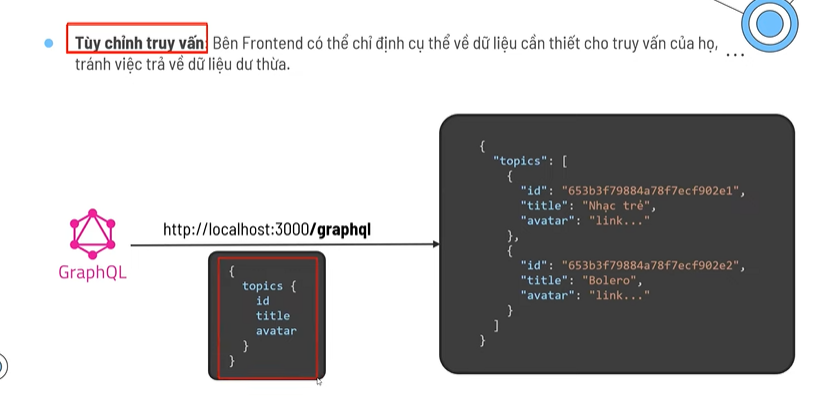 Tùy chỉnh truy vấn: Bên Frontend có thể chỉ định cụ thể về dữ liệu cần thiết cho truy vấn của họ,
tránh việc trả về dữ liệu dư thừa.
...
GraphQL
http://localhost:3000/graphql
{
topics {
id
title
avatar
}
}
{
"topics": [
{
"id": "653b3f79884a78f7ecf902e1",
"title": "Nhạc trẻ",
"avatar": "link..."
},
{
"id": "653b3f79884a78f7ecf902e2",
"title": "Bolero",
"avatar": "link..."
}
]
}